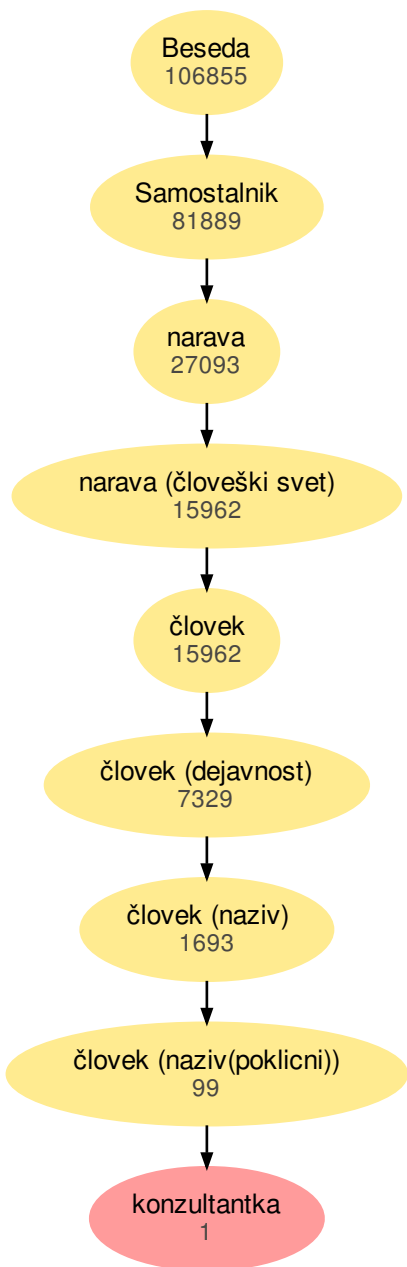 Beseda
106855
Samostalnik
81889
narava
27093
narava (človeški svet)
15962
človek
15962
človek (dejavnost)
7329
človek (naziv)
1693
človek (naziv(poklicni))
99
konzultantka
1